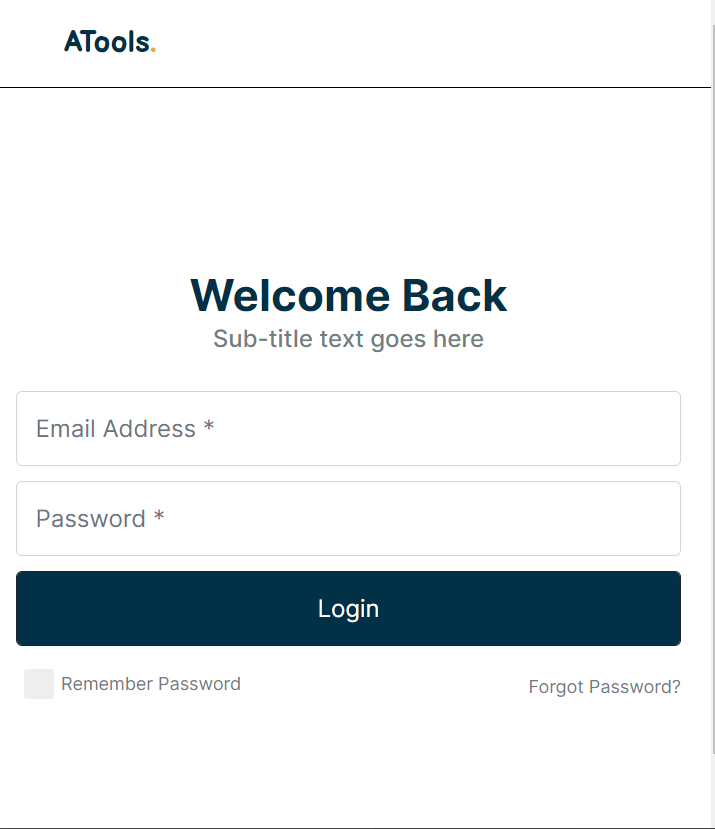 ATools.
Welcome Back
Sub-title text goes here
Email Address *
Password *
Login
Remember Password
Forgot Password?